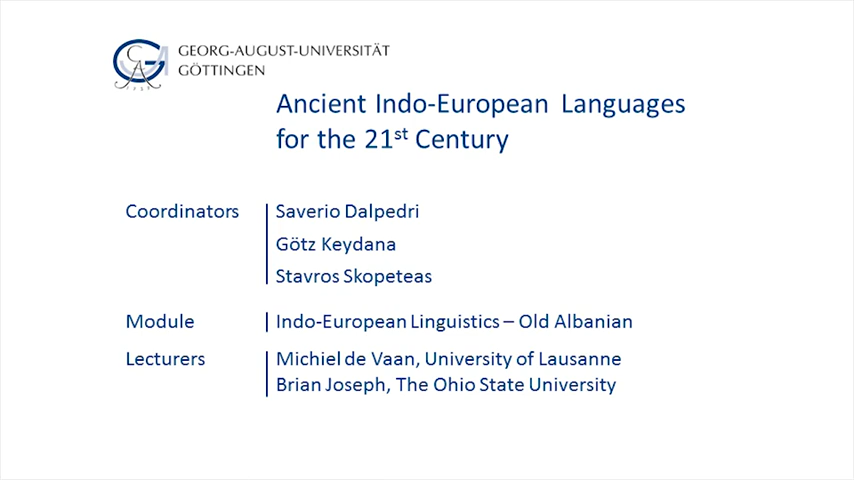 GEORG-AUGUST-UNIVERSITÄT
GÖTTINGEN
Ancient Indo-European Languages
for the 21st Century
Coordinators
Saverio Dalpedri
Götz Keydana
Stavros Skopeteas
Module
Indo-European Linguistics – Old Albanian
Lecturers
Michiel de Vaan, University of Lausanne
Brian Joseph, The Ohio State University